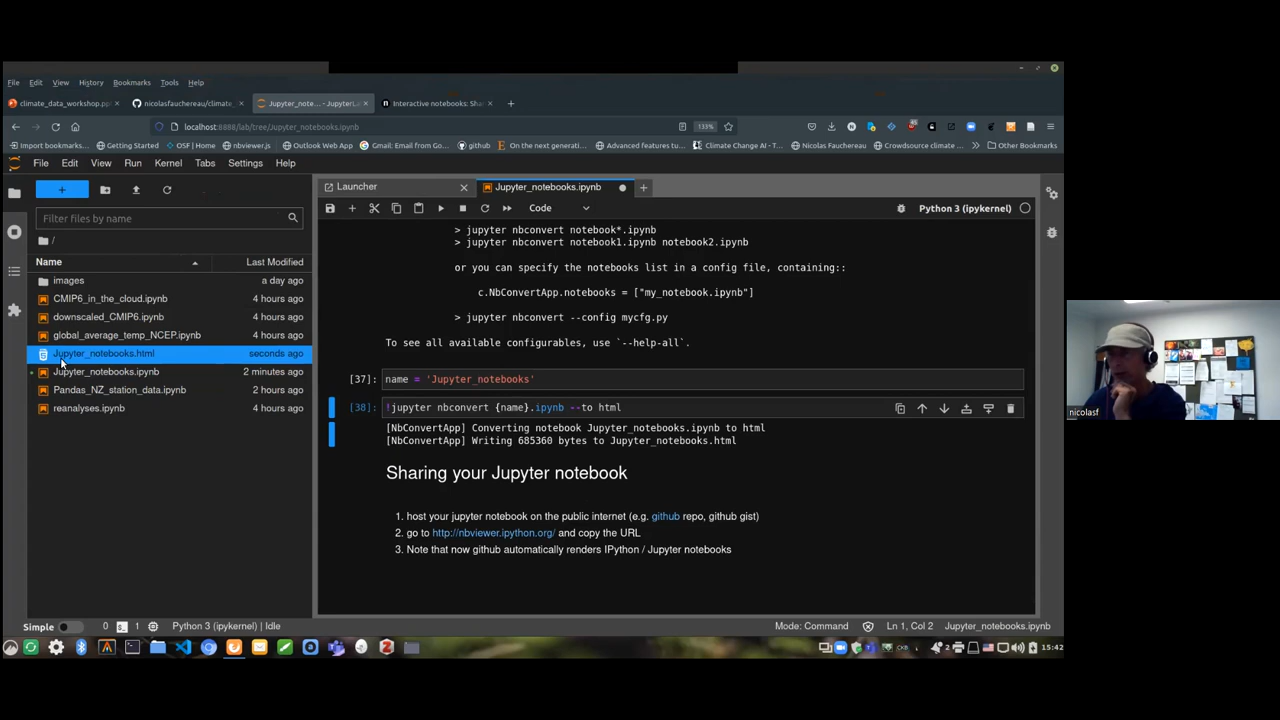 File Edit View History Bookmarks Tools Help
climate_data_workshop.pp nicolasfauchereau/climate_ Jupyter_note... - JupyterL Interactive notebooks: Sha
localhost:8888/lab/tree/Jupyter_notebooks.ipynb 133%
Import bookmarks... Getting Started nbviewer.js OSF | Home Outlook Web App Gmail: Email from Go... github On the next generati... Advanced features tu... Climate Change AI - T... Nicolas Fauchereau Crowdsource climate ... Other Bookmarks
File Edit View Run Kernel Tabs Settings Help
Launcher Jupyter_notebooks.ipynb
Filter files by name
Code Python 3 (ipykernel)
/
Name Last Modified
images a day ago
CMIP6_in_the_cloud.ipynb 4 hours ago
downscaled_CMIP6.ipynb 4 hours ago
global_average_temp_NCEP.ipynb 4 hours ago
Jupyter_notebooks.html seconds ago
Jupyter_notebooks.ipynb 2 minutes ago
Pandas_NZ_station_data.ipynb 2 hours ago
reanalyses.ipynb 4 hours ago
> jupyter nbconvert notebook*.ipynb
> jupyter nbconvert notebook1.ipynb notebook2.ipynb
or you can specify the notebooks list in a config file, containing::
c.NbConvertApp.notebooks = ["my_notebook.ipynb"]
> jupyter nbconvert --config mycfg.py
To see all available configurables, use `--help-all`.
[37]: name = 'Jupyter_notebooks'
[38]: !jupyter nbconvert {name}.ipynb --to html
[NbConvertApp] Converting notebook Jupyter_notebooks.ipynb to html
[NbConvertApp] Writing 685360 bytes to Jupyter_notebooks.html
Sharing your Jupyter notebook
1. host your jupyter notebook on the public internet (e.g. github repo, github gist)
2. go to http://nbviewer.ipython.org/ and copy the URL
3. Note that now github automatically renders IPython / Jupyter notebooks
nicolasf
Simple 0 1 Python 3 (ipykernel) | Idle Mode: Command Ln 1, Col 2 Jupyter_notebooks.ipynb
2 15:42